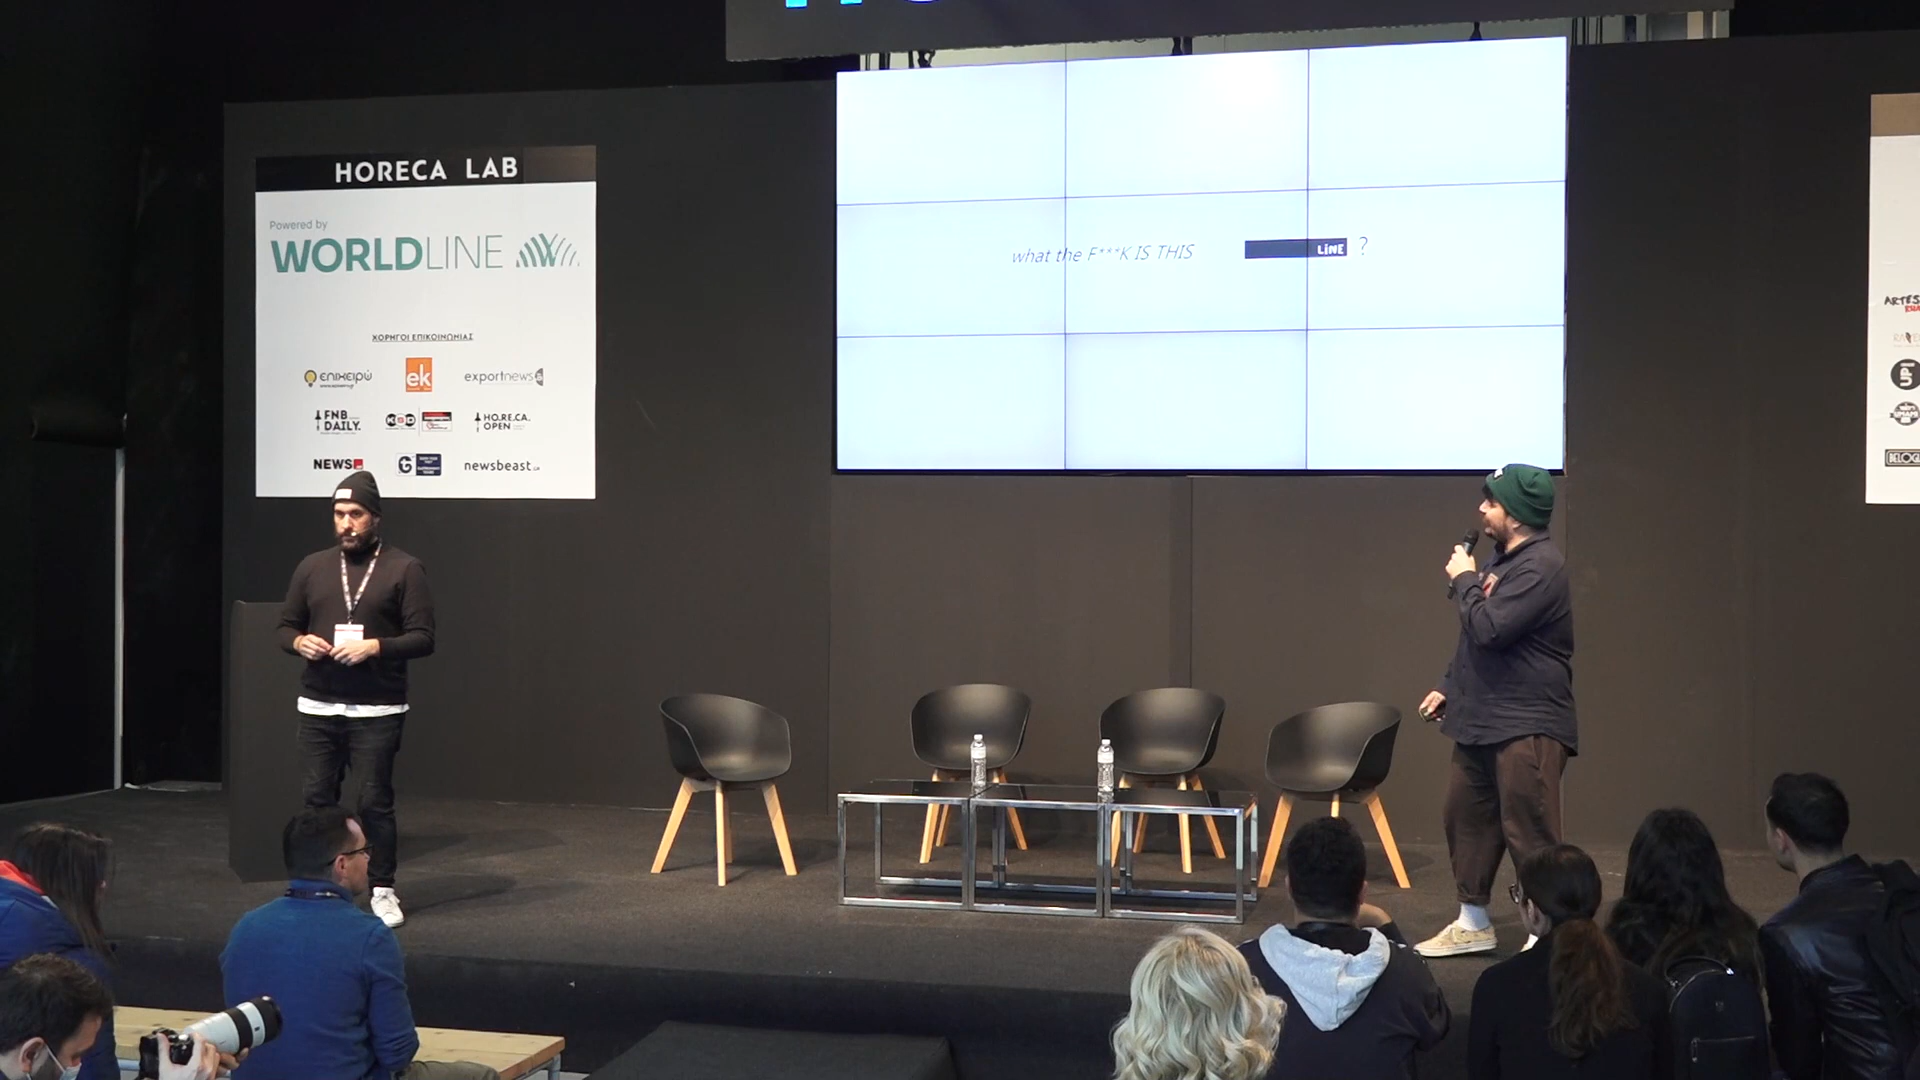 HORECA LAB
Powered by
WORLDLINE
ΧΟΡΗΓΟΙ ΕΠΙΚΟΙΝΩΝΙΑΣ
επιχειρώ
ek
exportnews
FNB
DAILY.
HO.RE.CA.
OPEN
NEWS
newsbeast
what the F***K IS THIS
LiNE ?
UPI